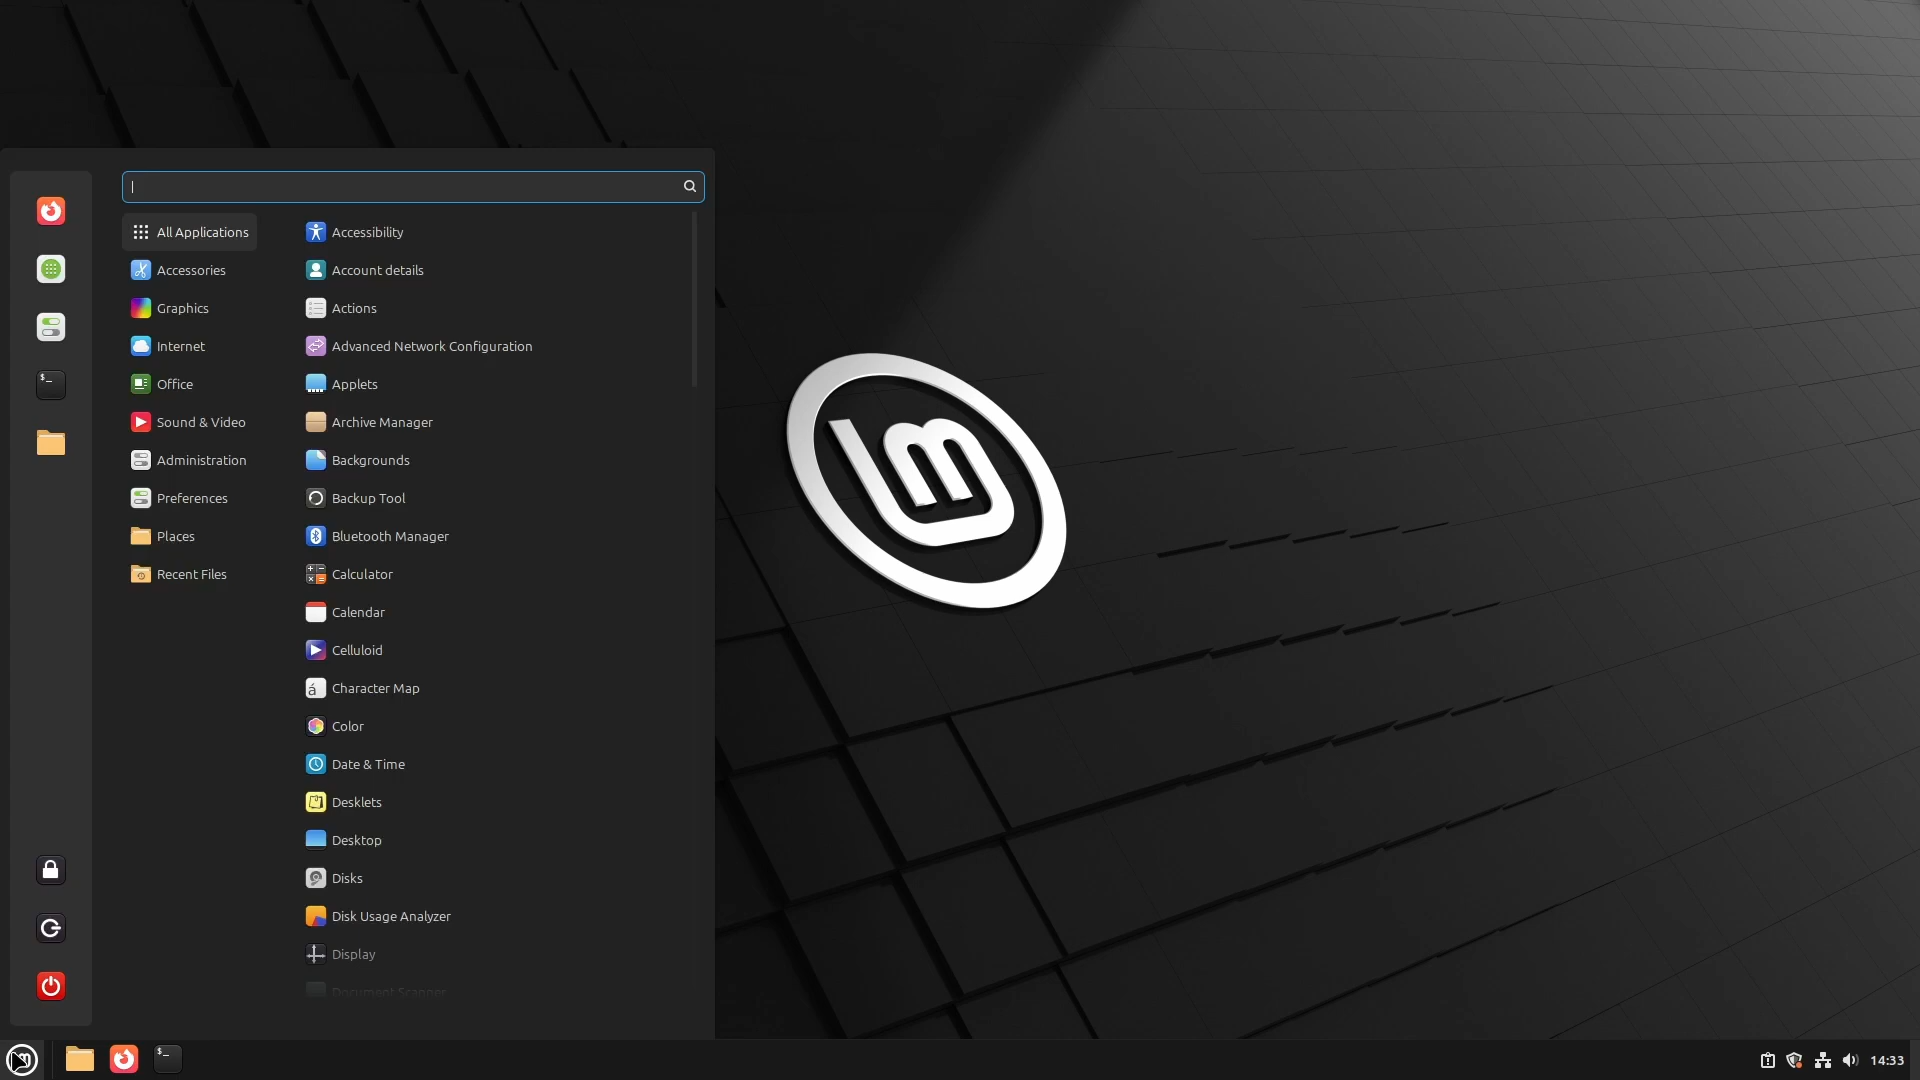 All Applications
Accessories
Graphics
Internet
Office
Sound & Video
Administration
Preferences
Places
Recent Files
Accessibility
Account details
Actions
Advanced Network Configuration
Applets
Archive Manager
Backgrounds
Backup Tool
Bluetooth Manager
Calculator
Calendar
Celluloid
Character Map
Color
Date & Time
Desklets
Desktop
Disks
Disk Usage Analyzer
Display
Document Scanner
14:33